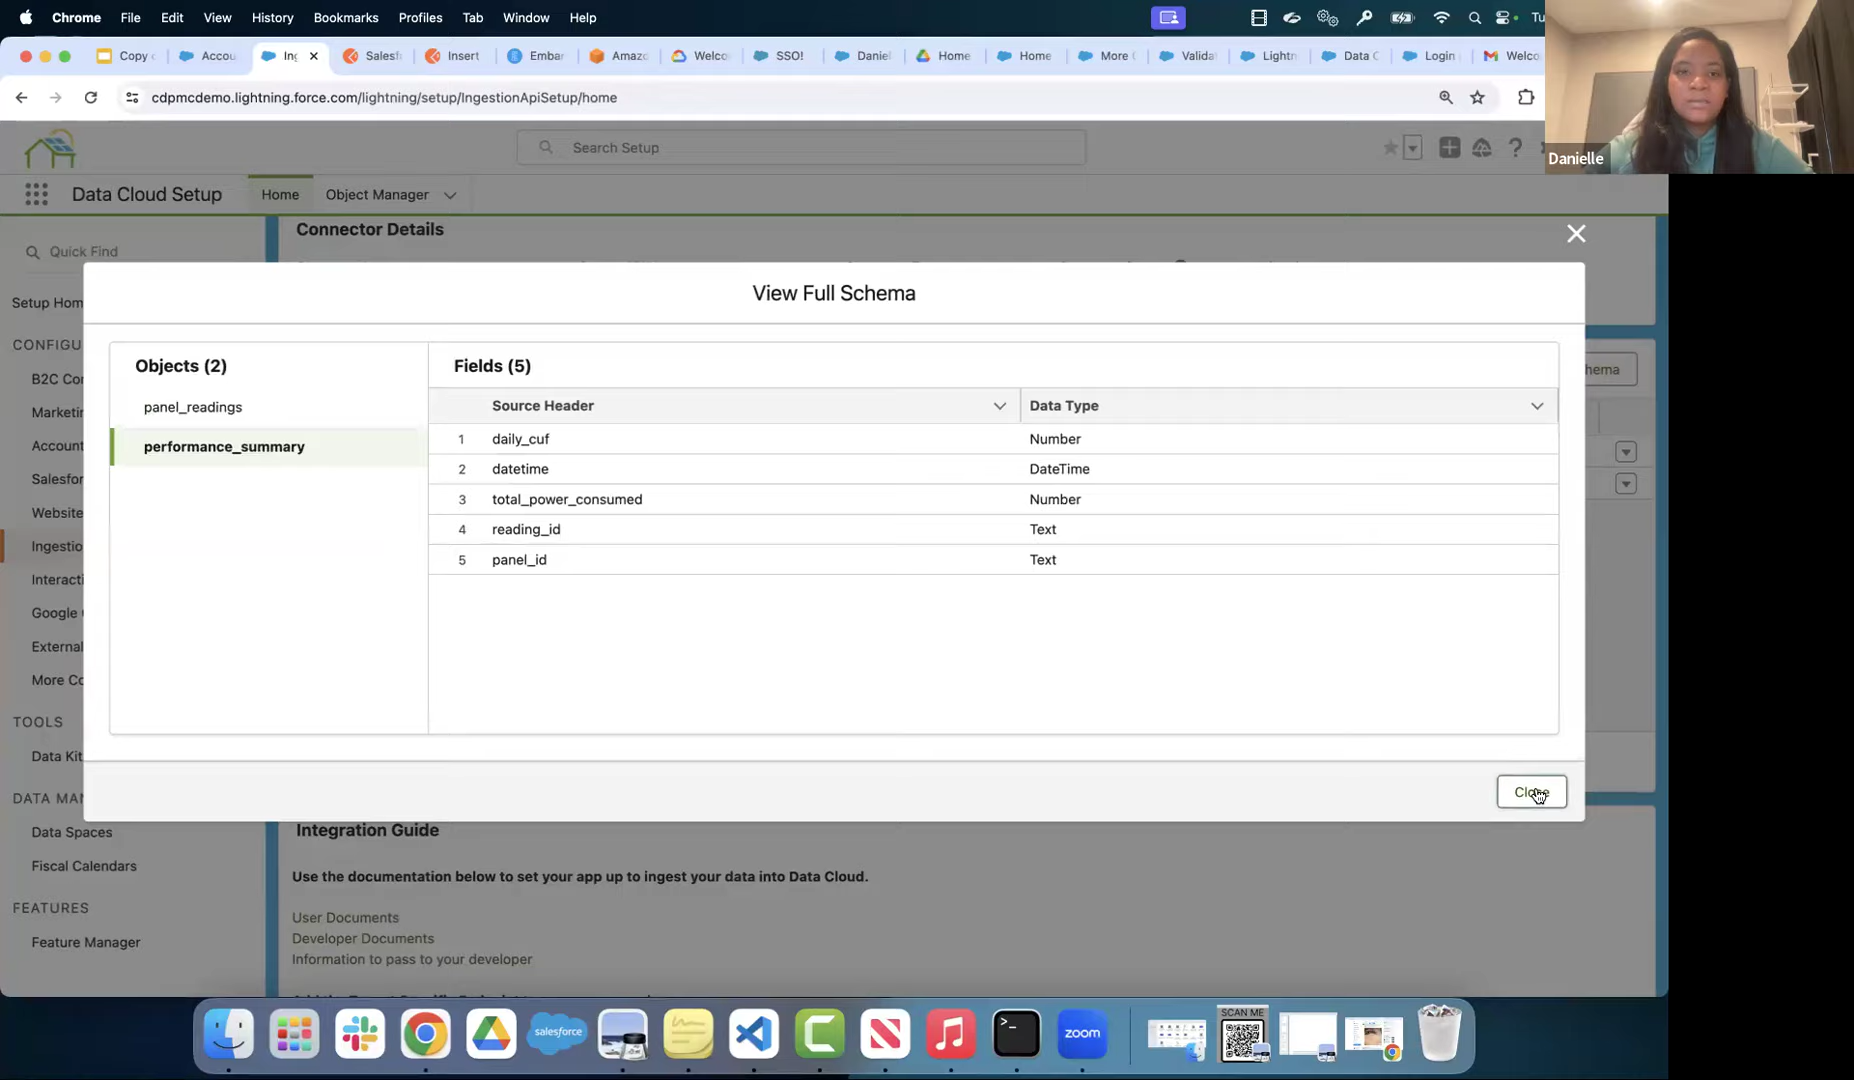 Chrome File Edit View History Bookmarks Profiles Tab Window Help Tu
Copy Accou Ing Salesf Insert Embar Amaz Welco SSO! Daniel Home Home More Valida Lightn Data C Login Welco
cdpmcdemo.lightning.force.com/lightning/setup/IngestionApiSetup/home
Danielle
Search Setup
Data Cloud Setup Home Object Manager
Quick Find
Connector Details
Setup Hom
View Full Schema
CONFIGU
Objects (2) Fields (5)
hema
B2C Co
panel_readings Source Header Data Type
Marketi
performance_summary 1 daily_cuf Number
Accoun
2 datetime DateTime
Salesfor
3 total_power_consumed Number
Website
4 reading_id Text
Ingestio
5 panel_id Text
Interacti
Google
External
More Co
TOOLS
Data Kit
DATA MAN
Close
Data Spaces
Integration Guide
Fiscal Calendars
Use the documentation below to set your app up to ingest your data into Data Cloud.
FEATURES
User Documents
Feature Manager
Developer Documents
Information to pass to your developer
salesforce
zoom
SCAN ME